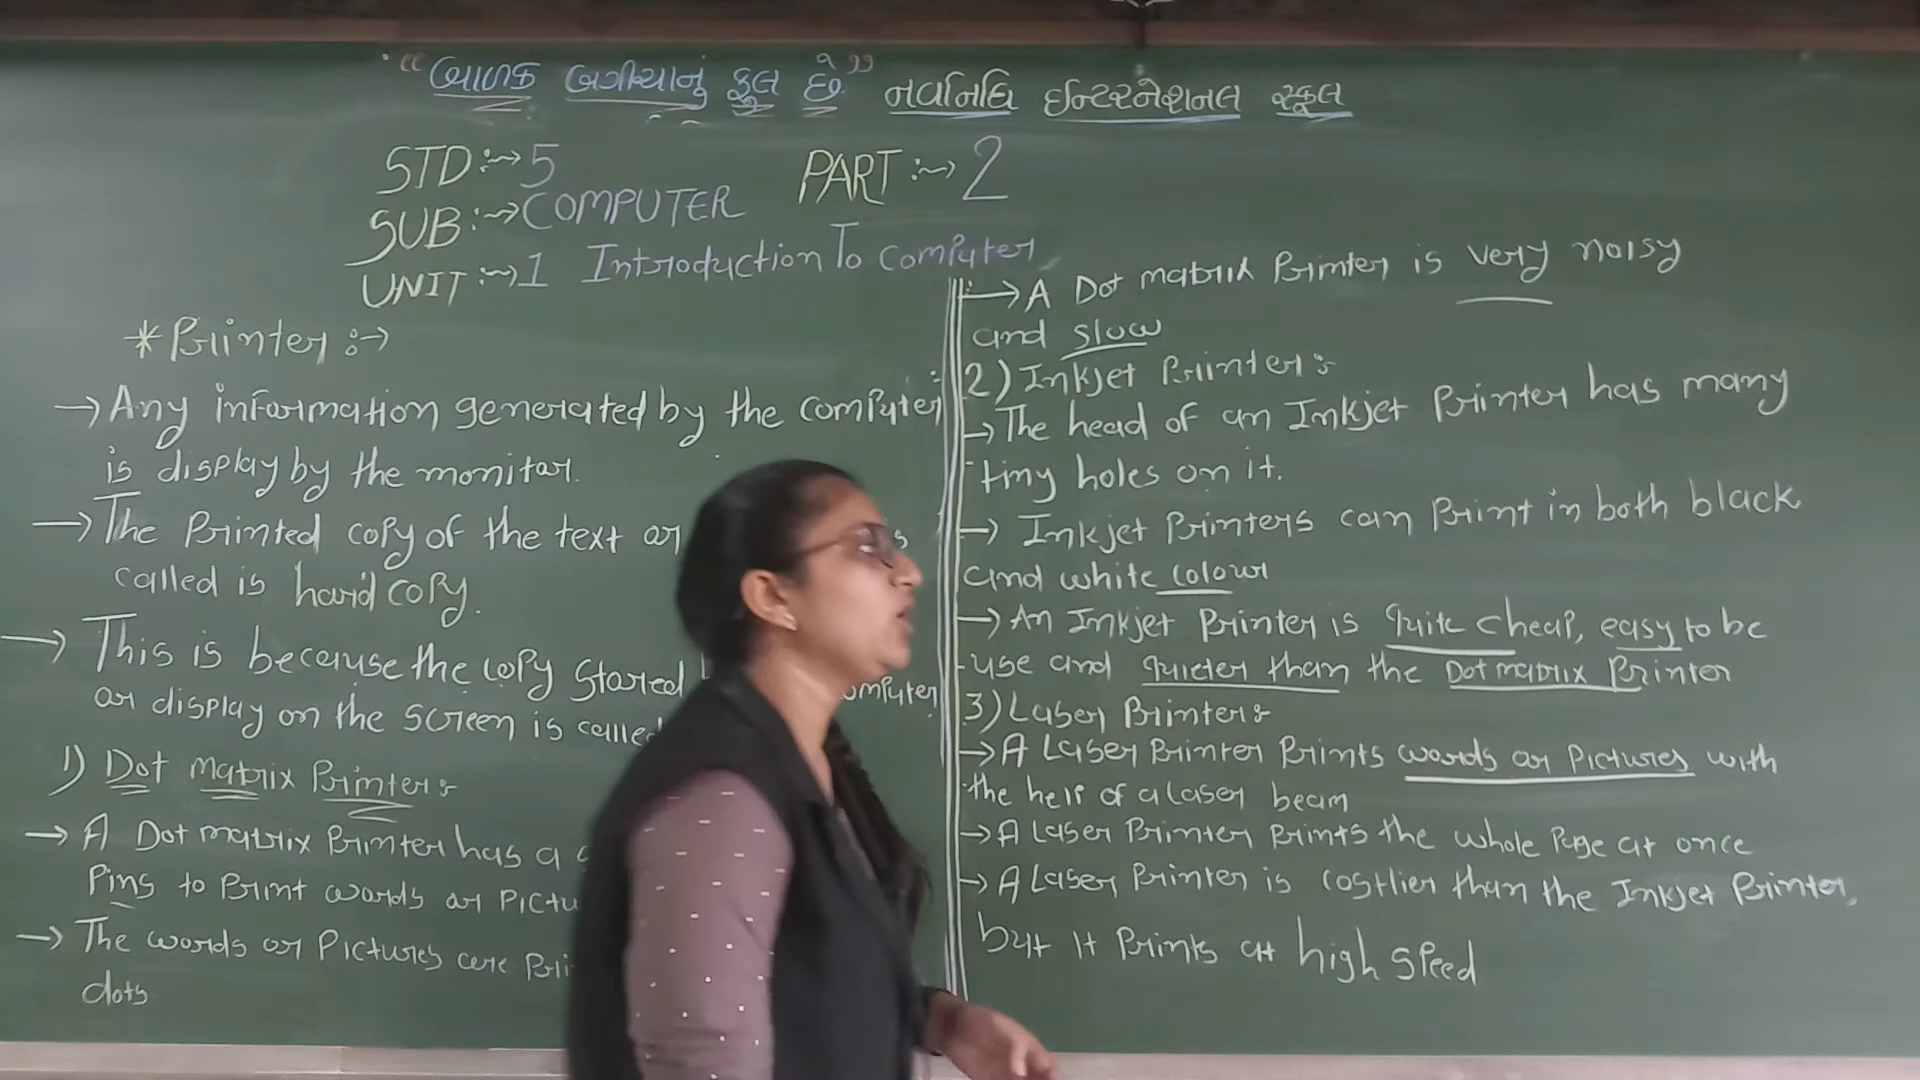 “બાળક બગીચાનું ફૂલ છે” નવનિધિ ઈન્ટરનેશનલ સ્કૂલ
STD :→ 5 PART :→ 2
SUB :→ COMPUTER
UNIT :→ 1 Introduction To Computer
* Printer :→
→ Any information generated by the computer
is display by the monitor.
→ The Printed copy of the text or
called is hard copy.
→ This is because the copy stored computer
or display on the screen is called
1) Dot Matrix Printer:
→ A Dot matrix Printer has a
Pins to Print words or
→ The words or Pictures are
dots
→ A Dot matrix Printer is very noisy
and slow
2) Inkjet Printer:
→ The head of an Inkjet Printer has many
tiny holes on it.
→ Inkjet Printers can Print in both black
and white colour
→ An Inkjet Printer is quite cheap, easy to be
use and quieter than the Dot matrix Printer
3) Laser Printer:
→ A Laser Printer Prints words or Pictures with
the help of a laser beam
→ A Laser Printer Prints the whole Page at once
→ A Laser Printer is costlier than the Inkjet Printer,
but it Prints at high speed